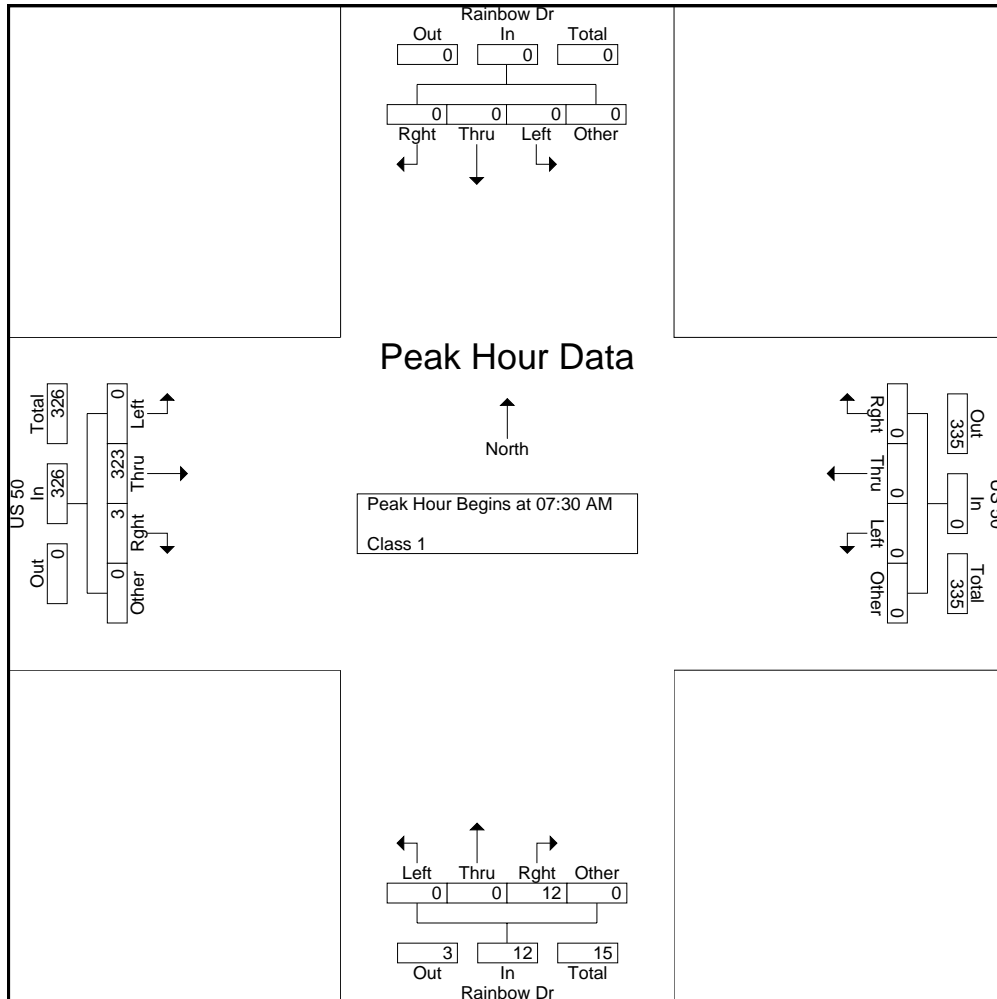 Rainbow Dr
Out In Total
0 0 0
0 0 0 0
Rght Thru Left Other
Peak Hour Data
North
Peak Hour Begins at 07:30 AM
Class 1
US 50
Total In Out
326 326 0
0 323 3 0
Left Thru Rght Other
Out In Total
335 0 335
0 0 0 0
Rght Thru Left Other
Left Thru Rght Other
0 0 12 0
3 12 15
Out In Total
Rainbow Dr